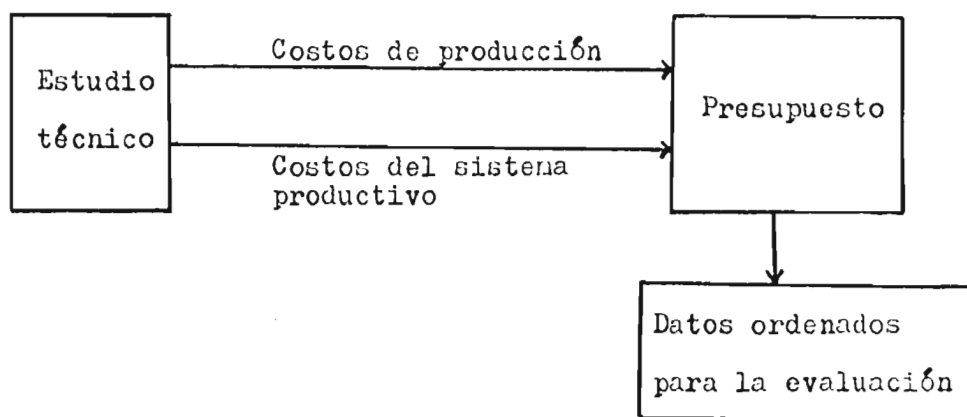 Estudio
técnico
Costos de producción
Costos del sistema
productivo
Presupuesto
Datos ordenados
para la evaluación